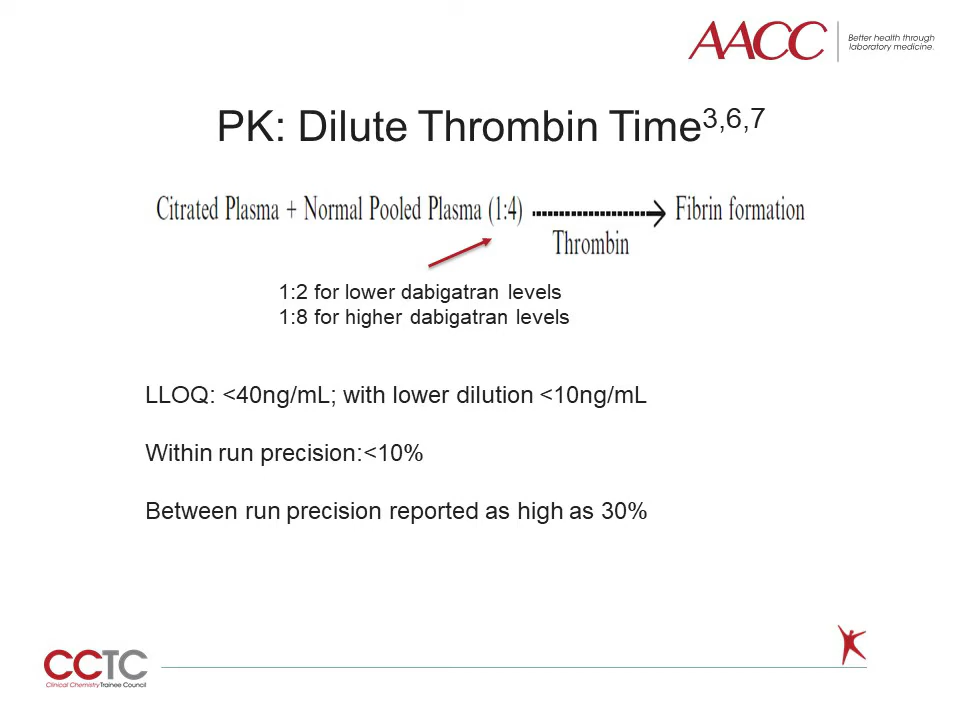 AACC
Better health through
laboratory medicine.
PK: Dilute Thrombin Time3,6,7
Citrated Plasma + Normal Pooled Plasma (1:4) Fibrin formation
Thrombin
1:2 for lower dabigatran levels
1:8 for higher dabigatran levels
LLOQ: <40ng/mL; with lower dilution <10ng/mL
Within run precision:<10%
Between run precision reported as high as 30%
CCTC
Clinical Chemistry Trainee Council